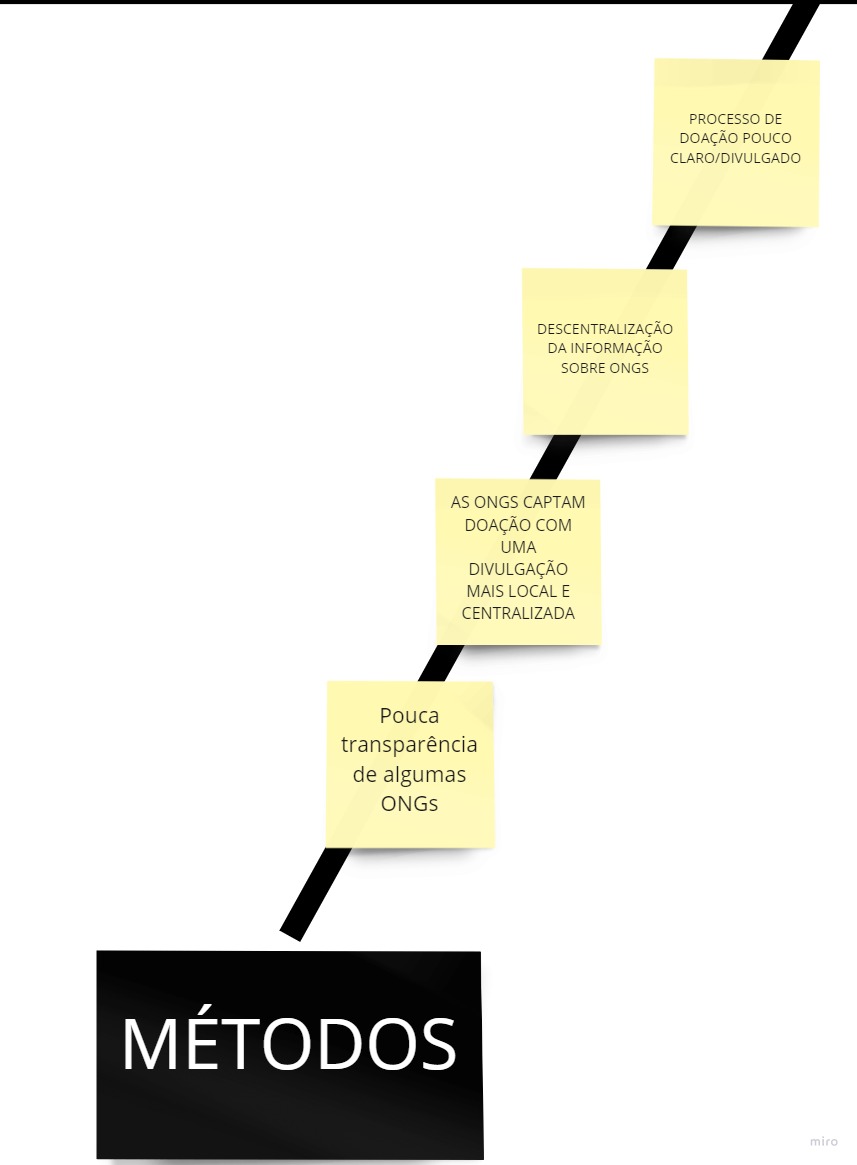 PROCESSO DE
DOAÇÃO POUCO
CLARO/DIVULGADO
DESCENTRALIZAÇÃO
DA INFORMAÇÃO
SOBRE ONGS
AS ONGS CAPTAM
DOAÇÃO COM
UMA
DIVULGAÇÃO
MAIS LOCAL E
CENTRALIZADA
Pouca
transparência
de algumas
ONGs
MÉTODOS
miro